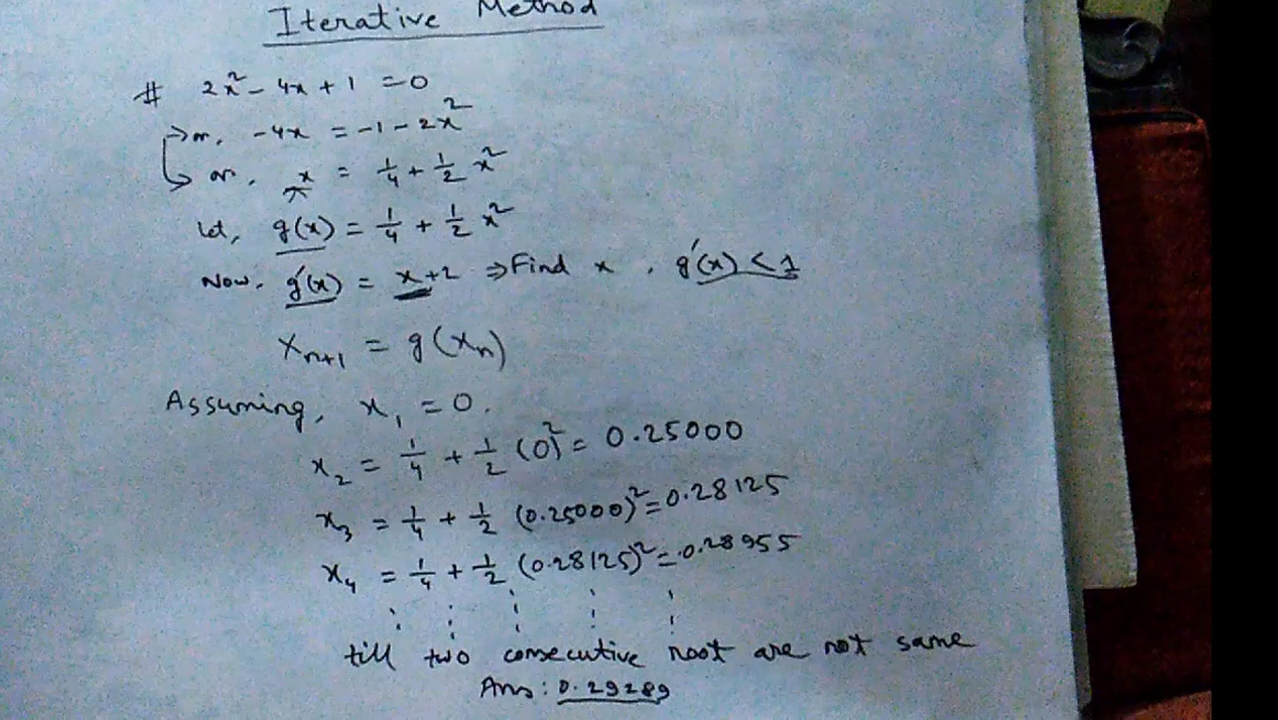 Iterative Method
# 2x² - 4x + 1 = 0
→ or, -4x = -1 - 2x²
↳ or, x = 1/4 + 1/2 x²
Let, g(x) = 1/4 + 1/2 x²
Now, g'(x) = x+2 ⇒ Find x, g'(x) < 1
xₙ₊₁ = g(xₙ)
Assuming, x₁ = 0.
x₂ = 1/4 + 1/2 (0)² = 0.25000
x₃ = 1/4 + 1/2 (0.25000)² = 0.28125
x₄ = 1/4 + 1/2 (0.28125)² = 0.28955
till two consecutive root are not same
Ans: 0.29289